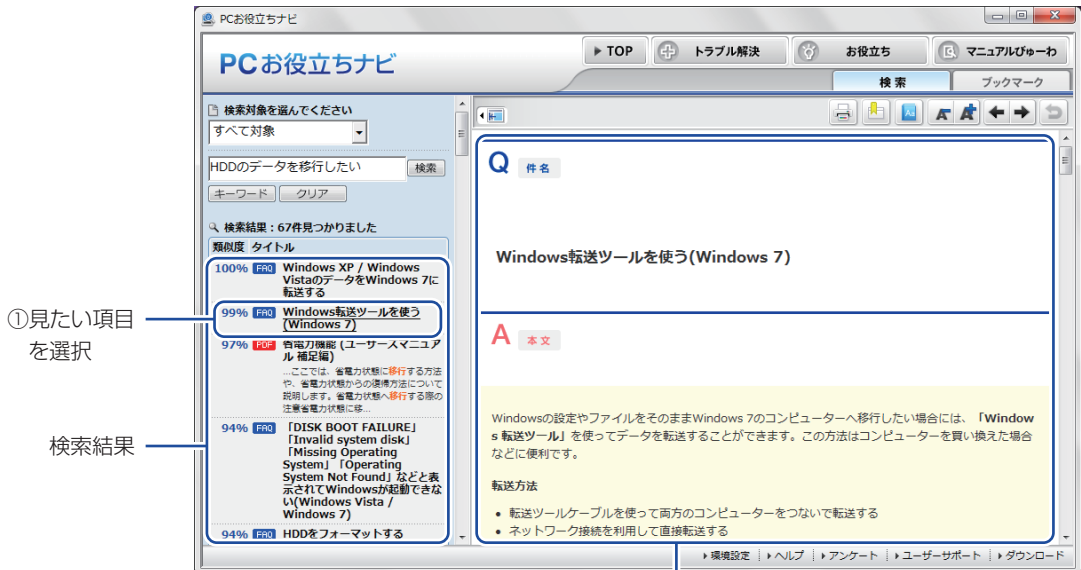 PCお役立ちナビ
PCお役立ちナビ
TOP
トラブル解決
お役立ち
マニュアルびゅーわ
検索
ブックマーク
検索対象を選んでください
すべて対象
HDDのデータを移行したい
検索
キーワード
クリア
検索結果：67件見つかりました
類似度 タイトル
100% FAQ Windows XP / Windows
VistaのデータをWindows 7に
転送する
99% FAQ Windows転送ツールを使う
(Windows 7)
97% PDF 省電力機能 (ユーザーズマニュア
ル 補足編)
...ここでは、省電力状態に移行する方法
や、省電力状態からの復帰方法について
説明します。省電力状態へ移行する際の
注意省電力状態に移...
94% FAQ 「DISK BOOT FAILURE」
「Invalid system disk」
「Missing Operating
System」「Operating
System Not Found」などと表
示されてWindowsが起動できな
い(Windows Vista /
Windows 7)
94% FAQ HDDをフォーマットする
①見たい項目
を選択
検索結果
Q 件名
Windows転送ツールを使う(Windows 7)
A 本文
Windowsの設定やファイルをそのままWindows 7のコンピューターへ移行したい場合には、「Window
s 転送ツール」を使ってデータを転送することができます。この方法はコンピューターを買い換えた場合
などに便利です。
転送方法
• 転送ツールケーブルを使って両方のコンピューターをつないで転送する
• ネットワーク接続を利用して直接転送する
環境設定
ヘルプ
アンケート
ユーザーサポート
ダウンロード